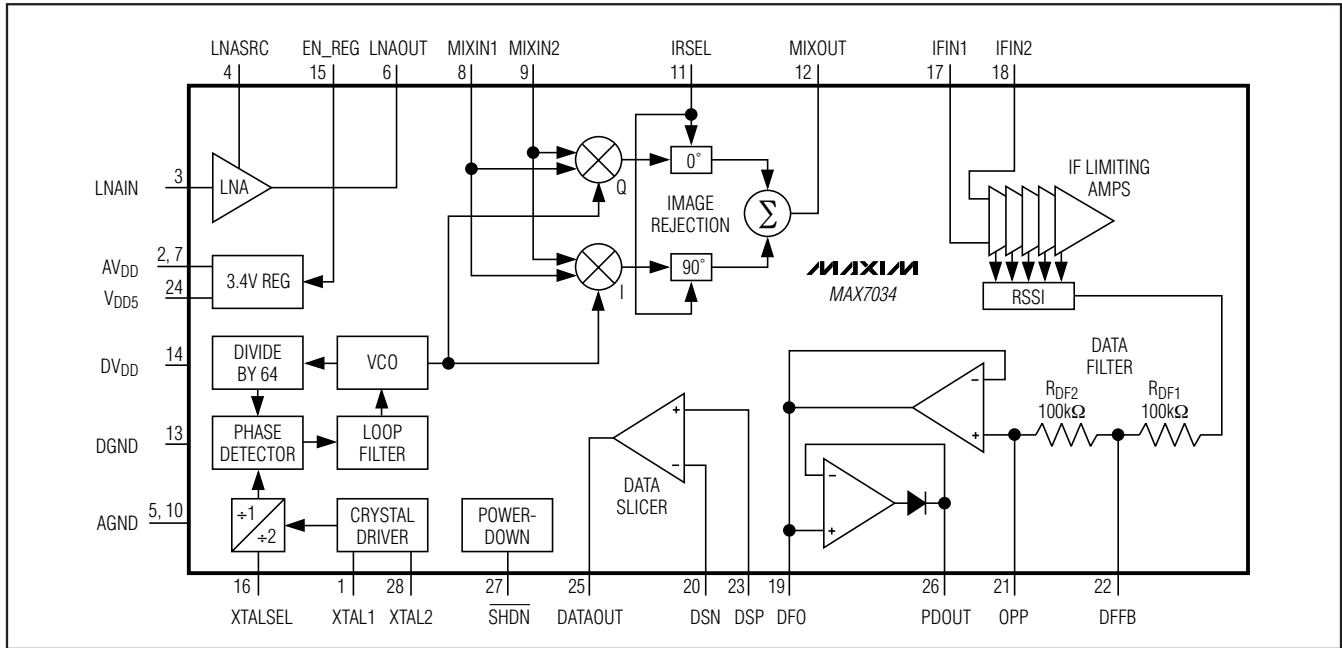 LNASRC EN_REG LNAOUT MIXIN1 MIXIN2 IRSEL MIXOUT IFIN1 IFIN2
4 15 6 8 9 11 12 17 18
LNAIN 3
LNA
Q
0°
IMAGE
REJECTION
Σ
IF LIMITING
AMPS
AVDD 2, 7
VDD5 24
3.4V REG
I
90°
MAXIM
MAX7034
RSSI
DVDD 14
DIVIDE
BY 64
VCO
DATA
FILTER
RDF2
100kΩ
RDF1
100kΩ
DGND 13
PHASE
DETECTOR
LOOP
FILTER
+
−
DATA
SLICER
−
+
−
+
AGND 5, 10
÷1
÷2
CRYSTAL
DRIVER
POWER-
DOWN
16 1 28 27 25 20 23 19 26 21 22
XTALSEL XTAL1 XTAL2 SHDN DATAOUT DSN DSP DFO PDOUT OPP DFFB